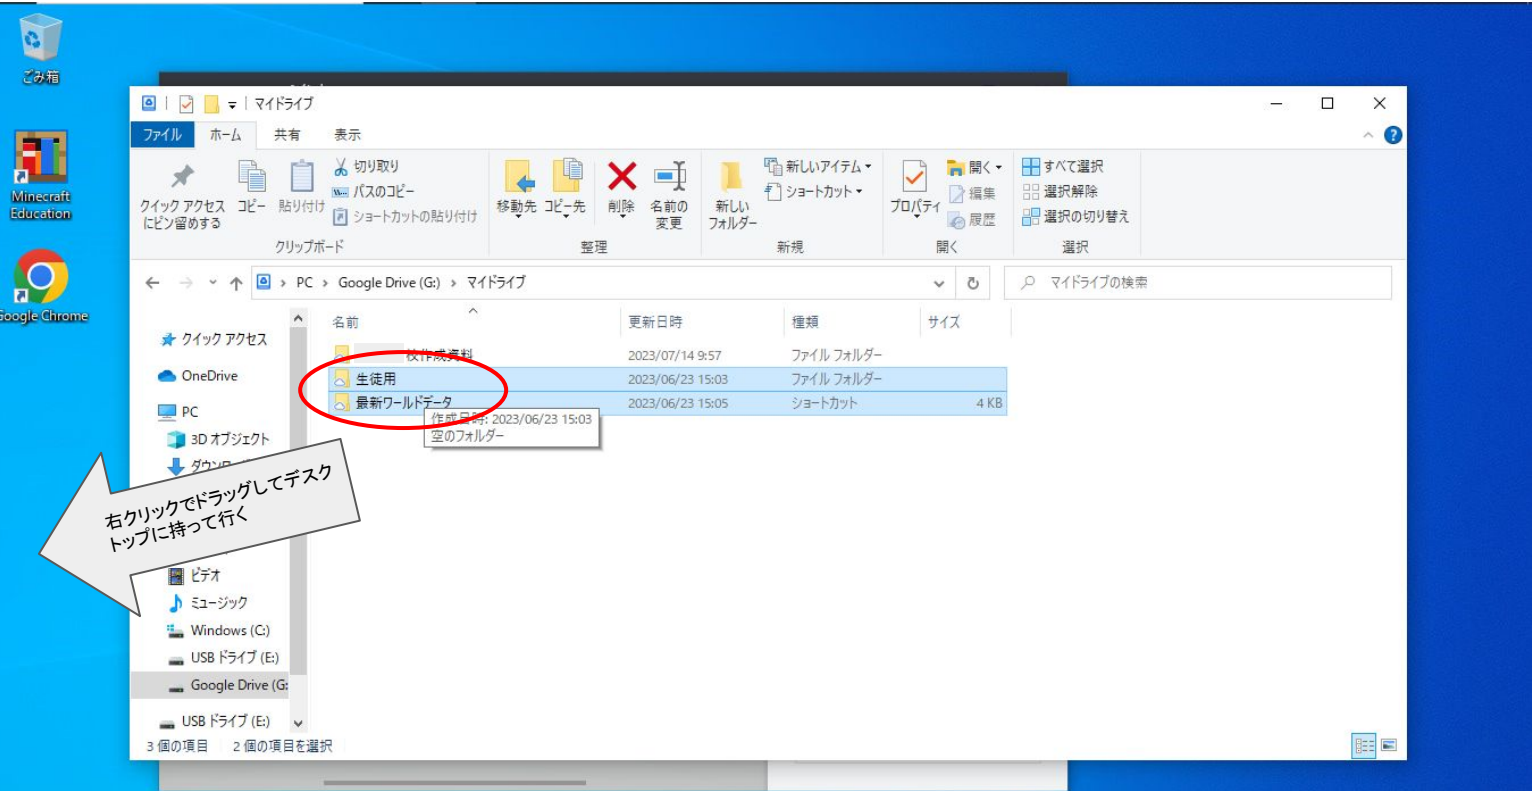 ごみ箱
Minecraft
Education
Google Chrome
マイドライブ
ファイル ホーム 共有 表示
クイック アクセス
にピン留めする
コピー
貼り付け
切り取り
パスのコピー
ショートカットの貼り付け
クリップボード
移動先 コピー先
削除
名前の
変更
整理
新しい
フォルダー
新しいアイテム
ショートカット
新規
プロパティ
開く
編集
履歴
開く
すべて選択
選択解除
選択の切り替え
選択
PC › Google Drive (G:) › マイドライブ
マイドライブの検索
名前 更新日時 種類 サイズ
校作成資料 2023/07/14 9:57 ファイル フォルダー
生徒用 2023/06/23 15:03 ファイル フォルダー
最新ワールドデータ 2023/06/23 15:05 ショートカット 4 KB
作成日時: 2023/06/23 15:03
空のフォルダー
クイック アクセス
OneDrive
PC
3D オブジェクト
右クリックでドラッグしてデスク
トップに持って行く
ビデオ
ミュージック
Windows (C:)
USB ドライブ (E:)
Google Drive (G:
USB ドライブ (E:)
3 個の項目 2 個の項目を選択